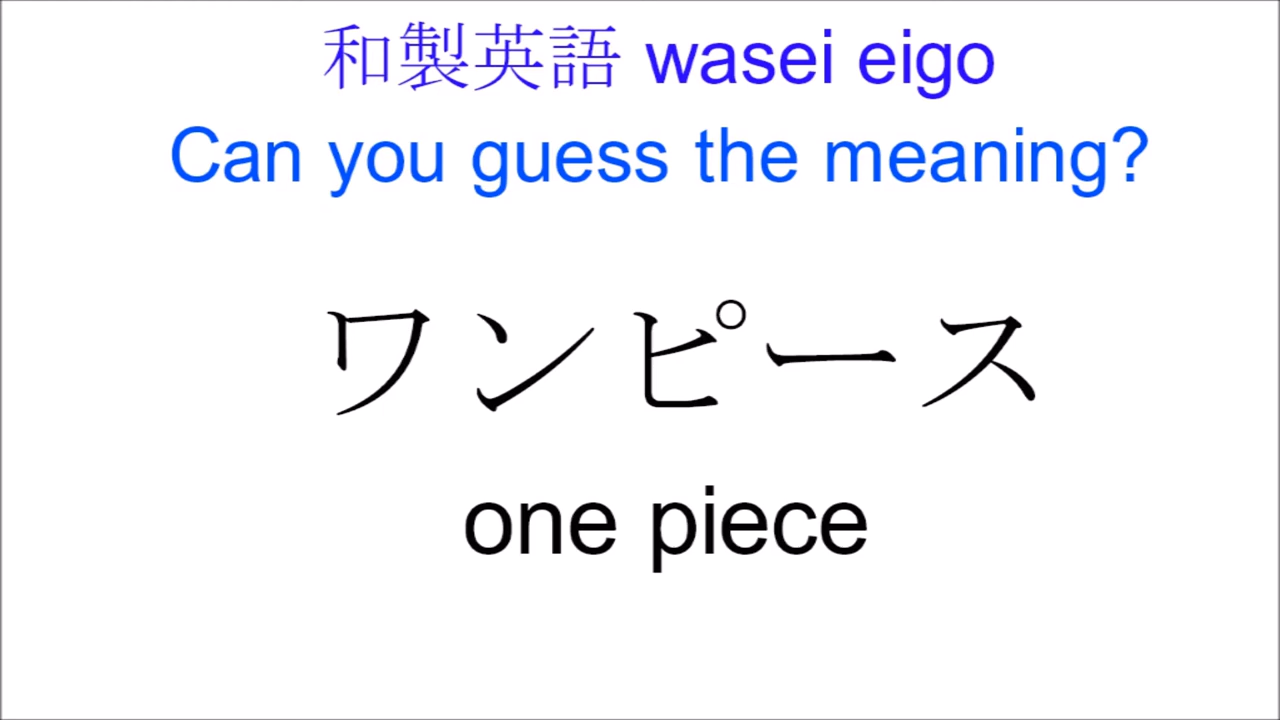 和製英語 wasei eigo
Can you guess the meaning?
ワンピース
one piece